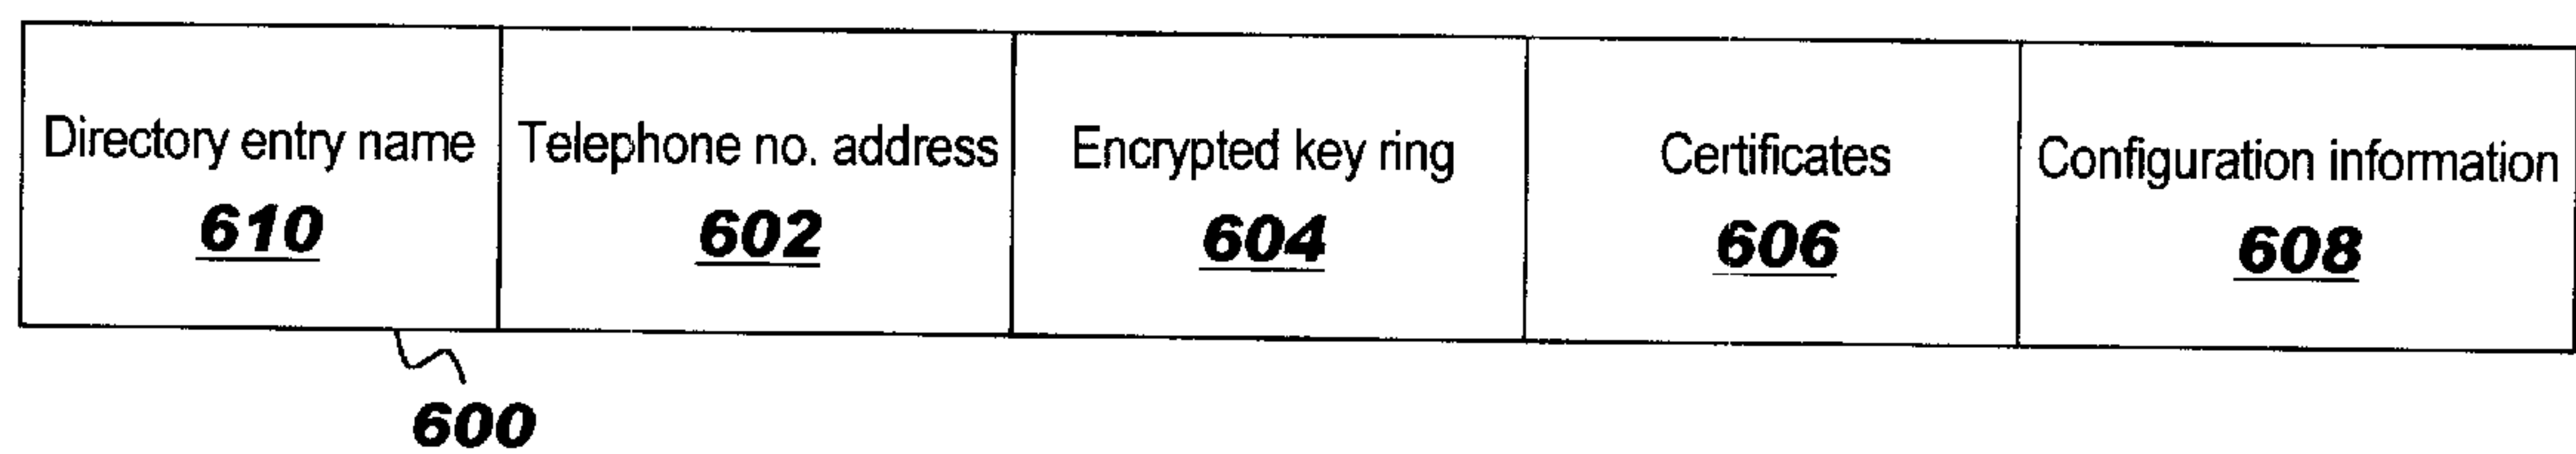 Directory entry name
610
Telephone no. address
602
Encrypted key ring
604
Certificates
606
Configuration information
608
600